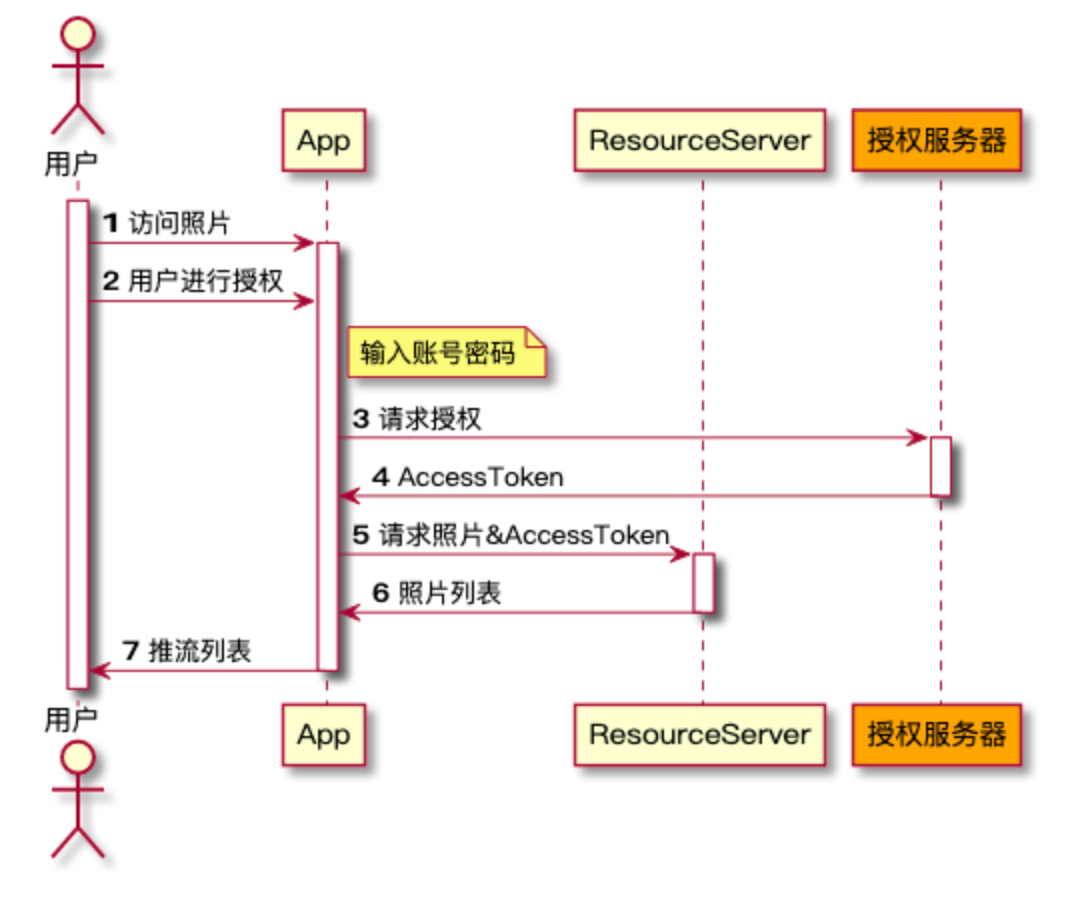 用户
App
ResourceServer
授权服务器
1 访问照片
2 用户进行授权
输入账号密码
3 请求授权
4 AccessToken
5 请求照片&AccessToken
6 照片列表
7 推流列表
用户
App
ResourceServer
授权服务器